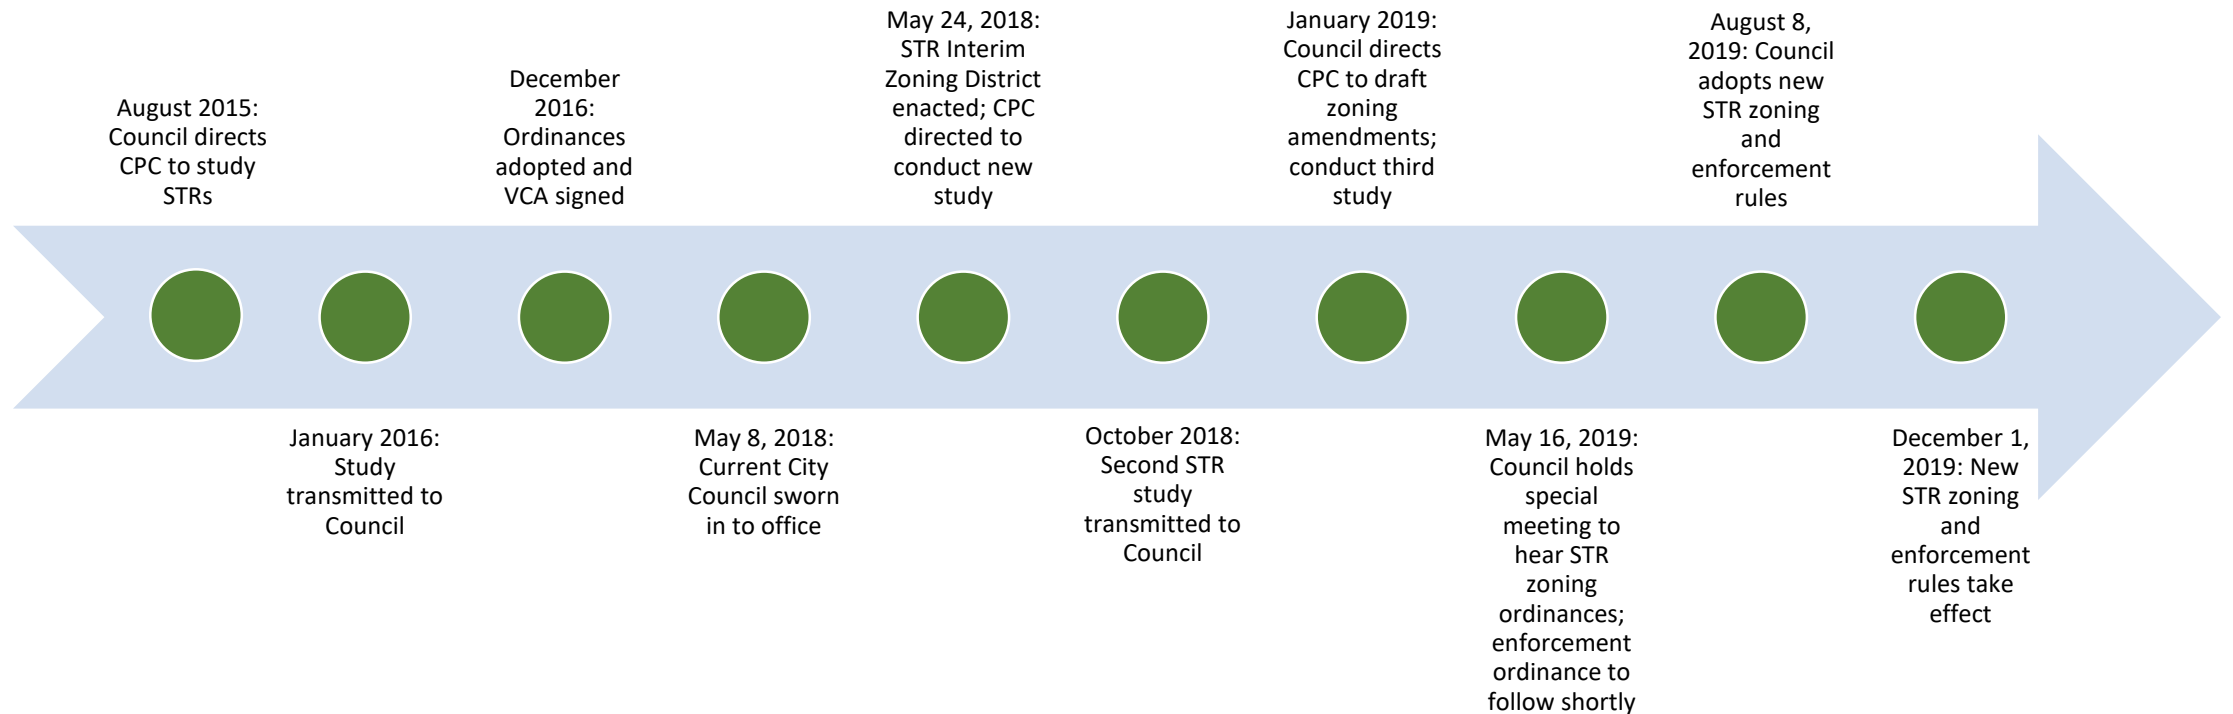 August 2015:
Council directs
CPC to study
STRs
January 2016:
Study
transmitted to
Council
December
2016:
Ordinances
adopted and
VCA signed
May 8, 2018:
Current City
Council sworn
in to office
May 24, 2018:
STR Interim
Zoning District
enacted; CPC
directed to
conduct new
study
October 2018:
Second STR
study
transmitted to
Council
January 2019:
Council directs
CPC to draft
zoning
amendments;
conduct third
study
May 16, 2019:
Council holds
special
meeting to
hear STR
zoning
ordinances;
enforcement
ordinance to
follow shortly
August 8,
2019: Council
adopts new
STR zoning
and
enforcement
rules
December 1,
2019: New
STR zoning
and
enforcement
rules take
effect